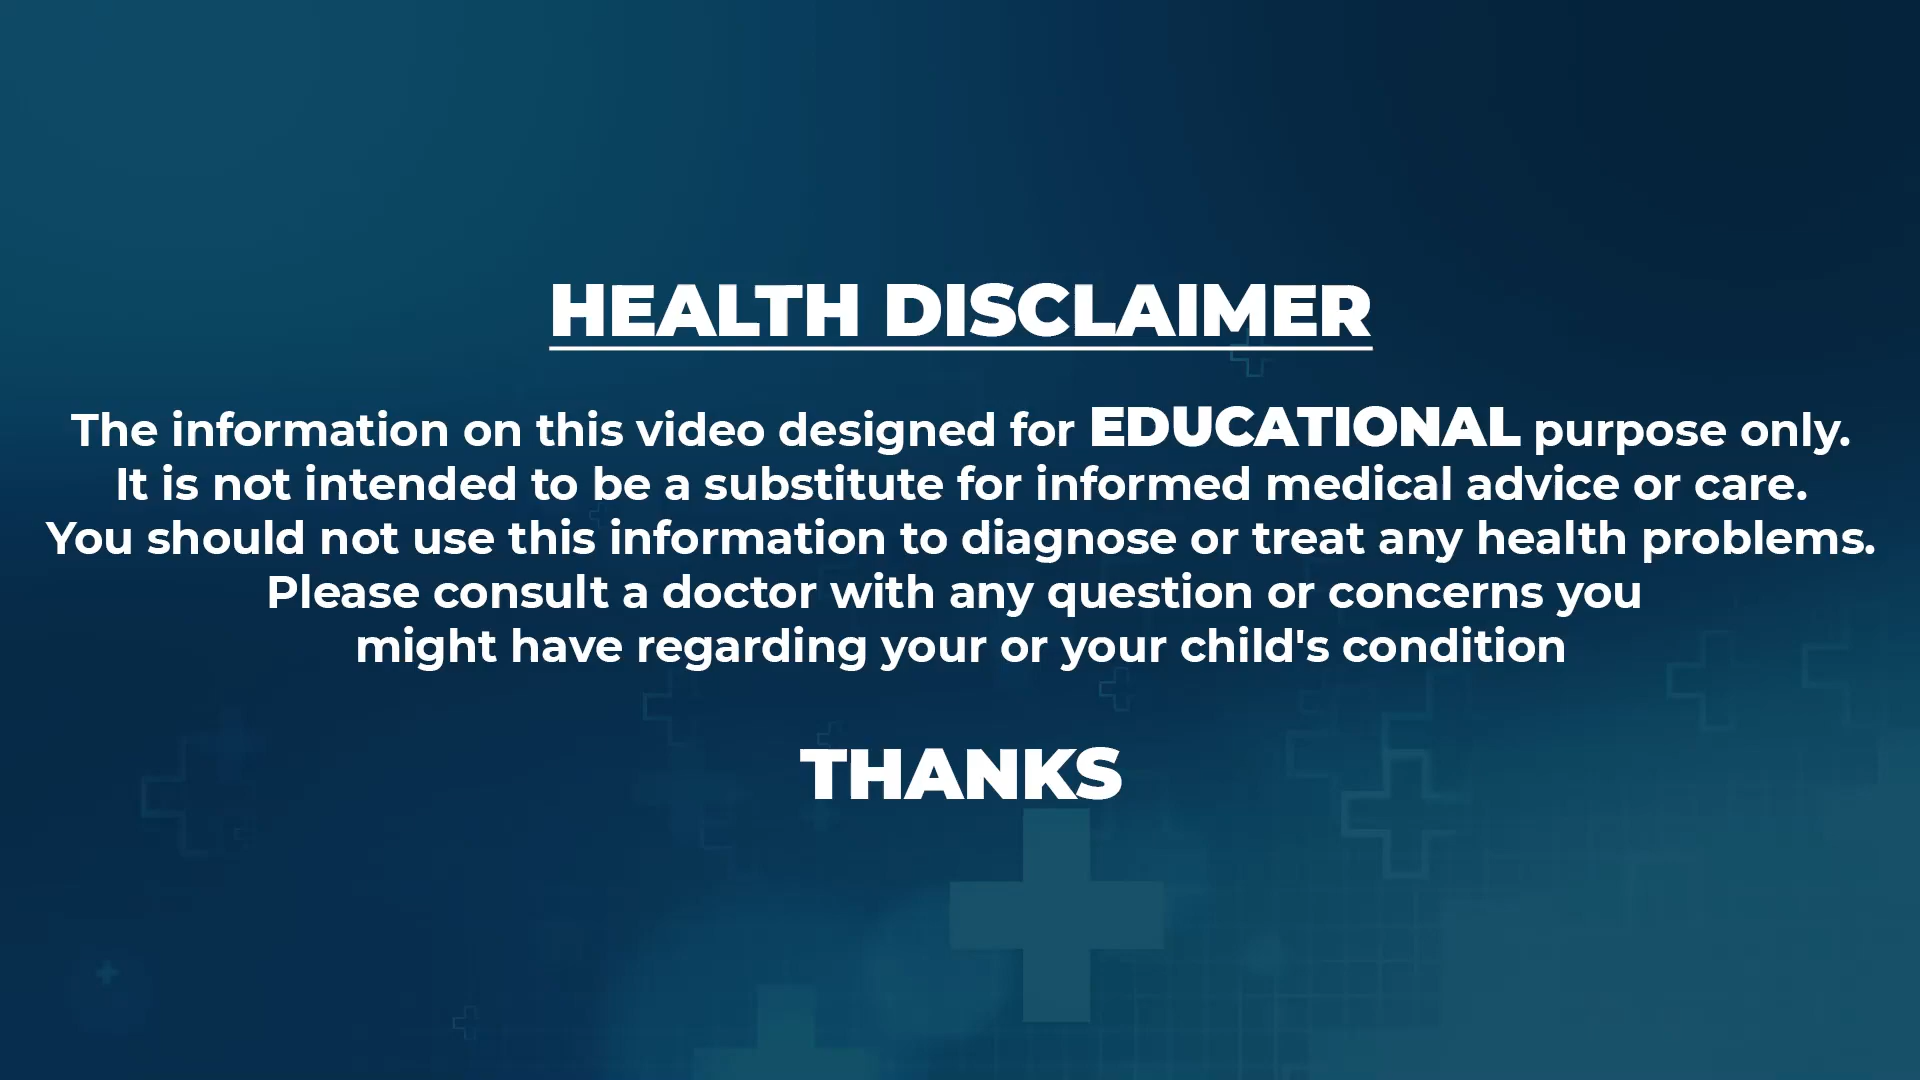 HEALTH DISCLAIMER
The information on this video designed for EDUCATIONAL purpose only.
It is not intended to be a substitute for informed medical advice or care.
You should not use this information to diagnose or treat any health problems.
Please consult a doctor with any question or concerns you
might have regarding your or your child's condition
THANKS